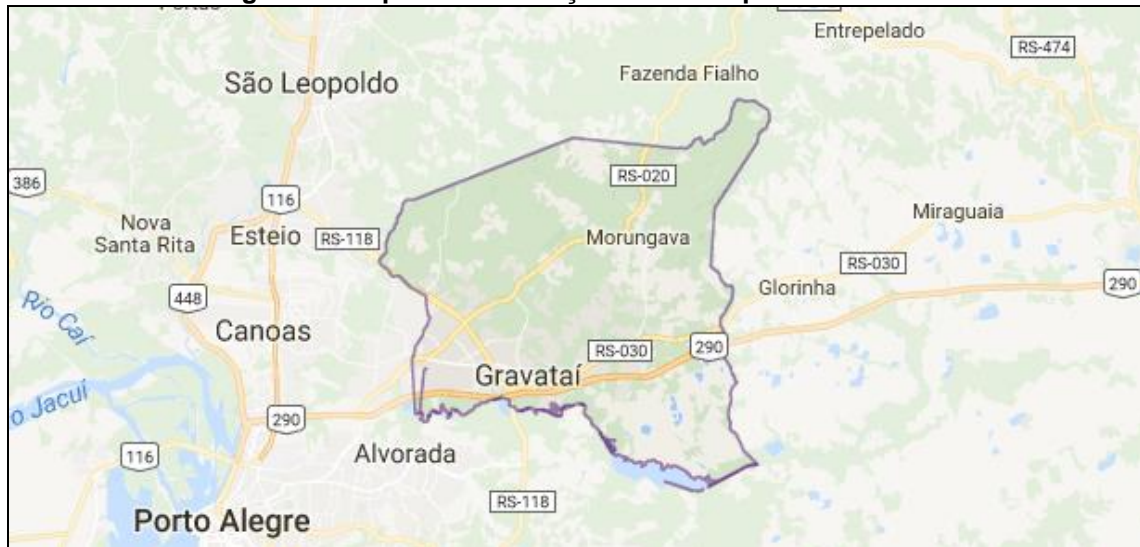 Entrepelado
RS-474
Fazenda Fialho
São Leopoldo
386
RS-020
116
Nova
Santa Rita
Esteio
RS-118
Morungava
Miraguaia
RS-030
Glorinha
290
448
Rio Caí
Canoas
RS-030
290
Gravataí
o Jacuí
290
Alvorada
116
RS-118
Porto Alegre